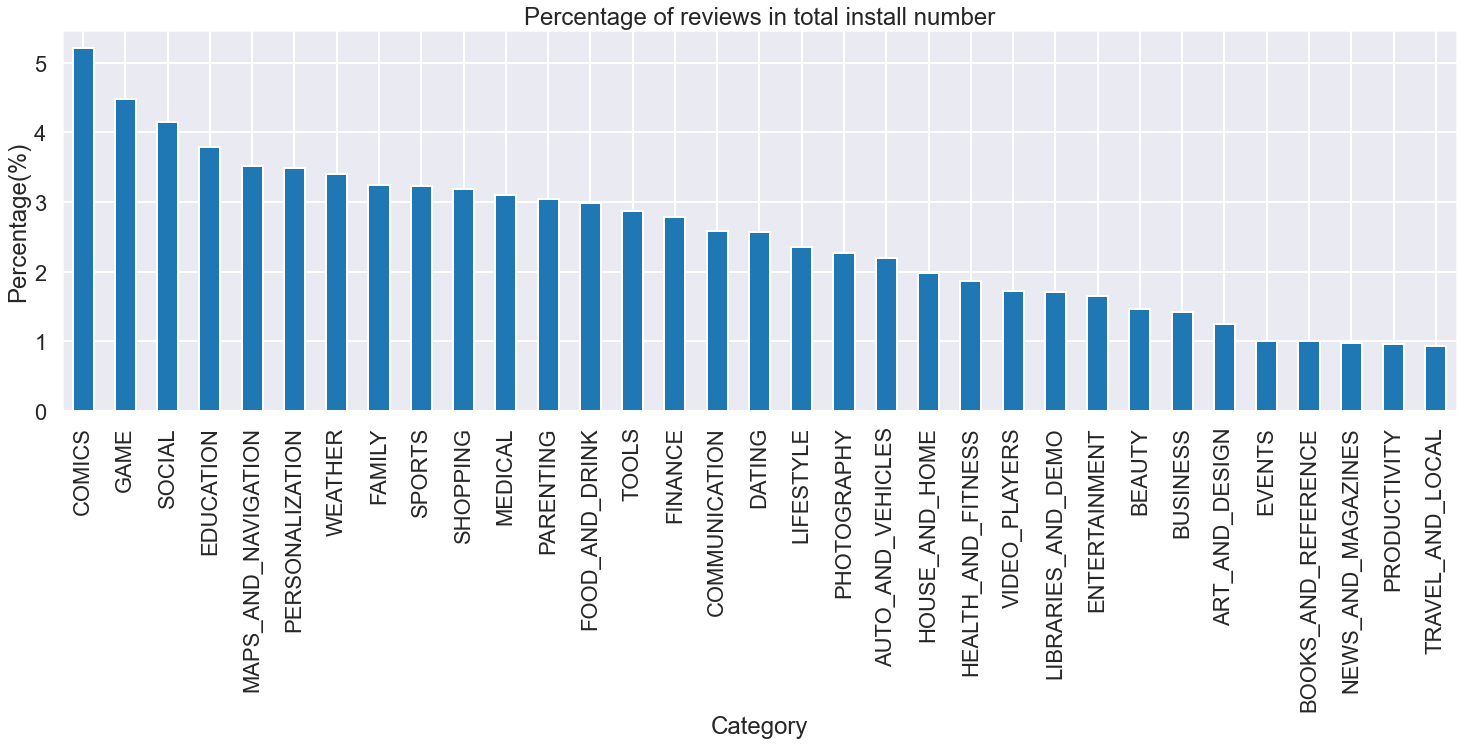 Percentage of reviews in total install number
Percentage(%)
5
4
3
2
1
0
COMICS
GAME
SOCIAL
EDUCATION
MAPS_AND_NAVIGATION
PERSONALIZATION
WEATHER
FAMILY
SPORTS
SHOPPING
MEDICAL
PARENTING
FOOD_AND_DRINK
TOOLS
FINANCE
COMMUNICATION
DATING
LIFESTYLE
PHOTOGRAPHY
AUTO_AND_VEHICLES
HOUSE_AND_HOME
HEALTH_AND_FITNESS
VIDEO_PLAYERS
LIBRARIES_AND_DEMO
ENTERTAINMENT
BEAUTY
BUSINESS
ART_AND_DESIGN
EVENTS
BOOKS_AND_REFERENCE
NEWS_AND_MAGAZINES
PRODUCTIVITY
TRAVEL_AND_LOCAL
Category